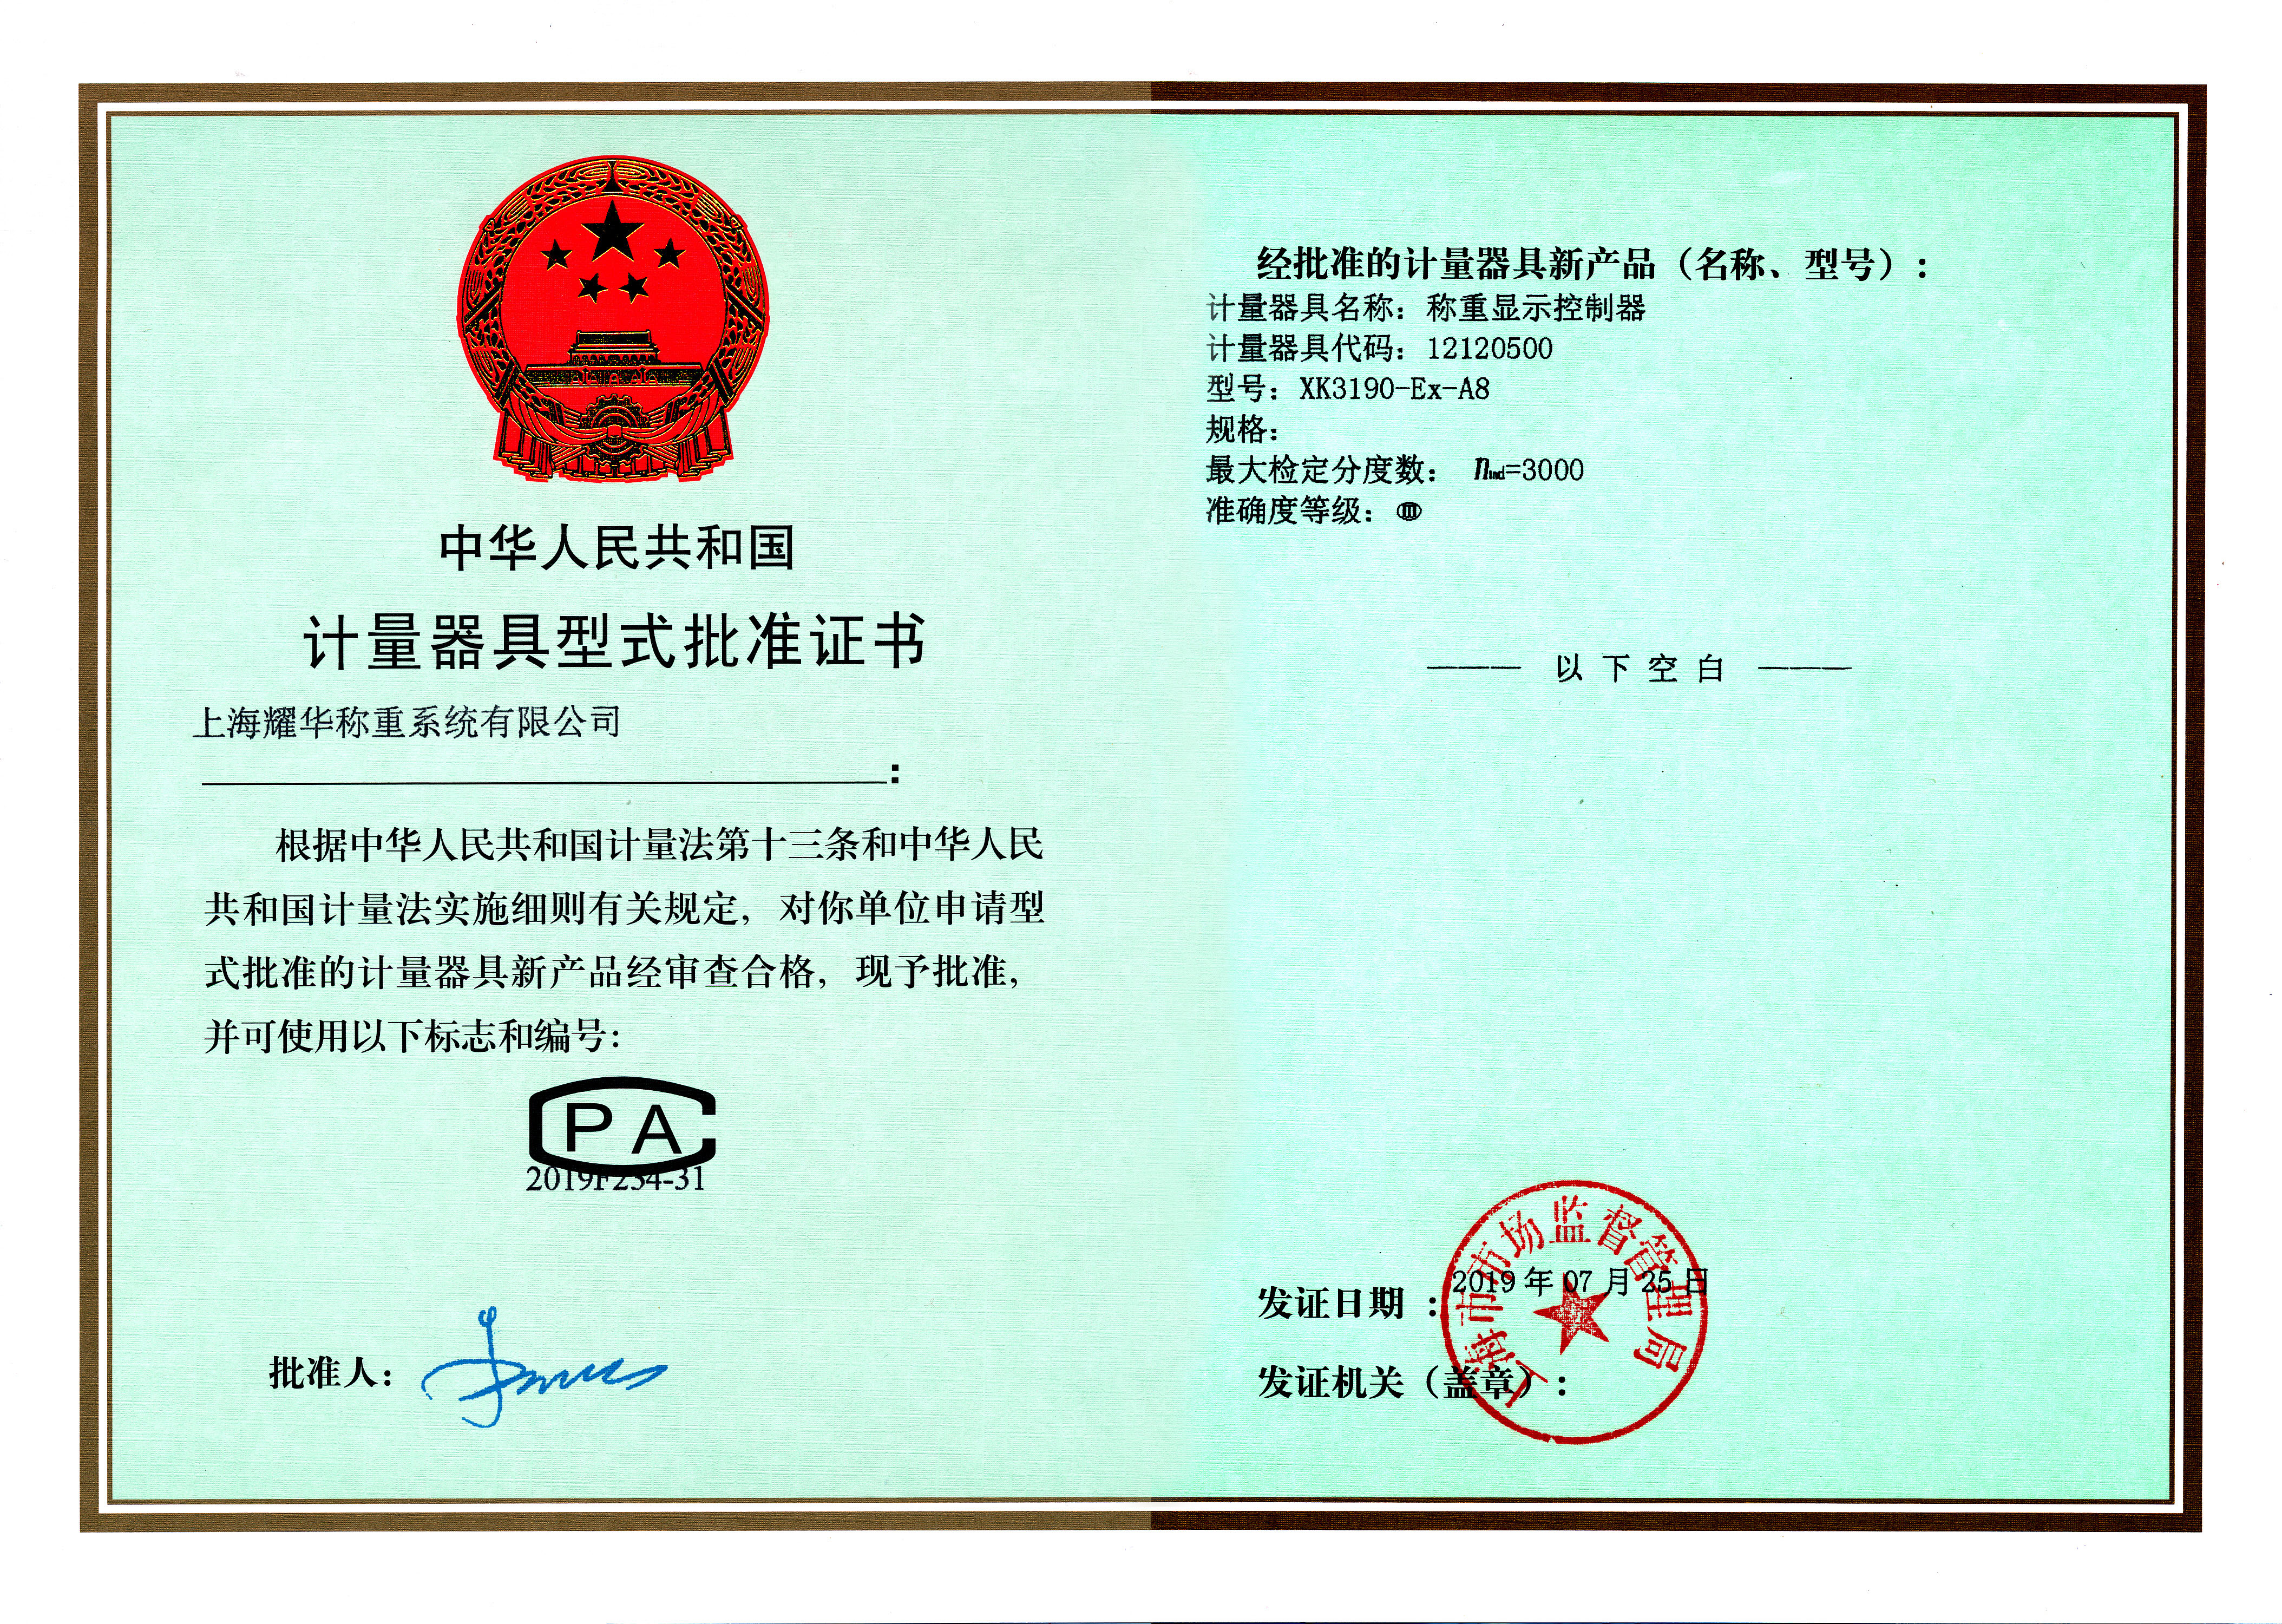 中华人民共和国
计量器具型式批准证书
上海耀华称重系统有限公司
：
根据中华人民共和国计量法第十三条和中华人民
共和国计量法实施细则有关规定，对你单位申请型
式批准的计量器具新产品经审查合格，现予批准，
并可使用以下标志和编号：
CPA
2019F234-31
批准人：
经批准的计量器具新产品（名称、型号）：
计量器具名称：称重显示控制器
计量器具代码：12120500
型号：XK3190-Ex-A8
规格：
最大检定分度数： nind=3000
准确度等级：Ⅲ
——— 以下空白 ———
发证日期 ：2019年07月25日
发证机关（盖章）：
上海市市场监督管理局